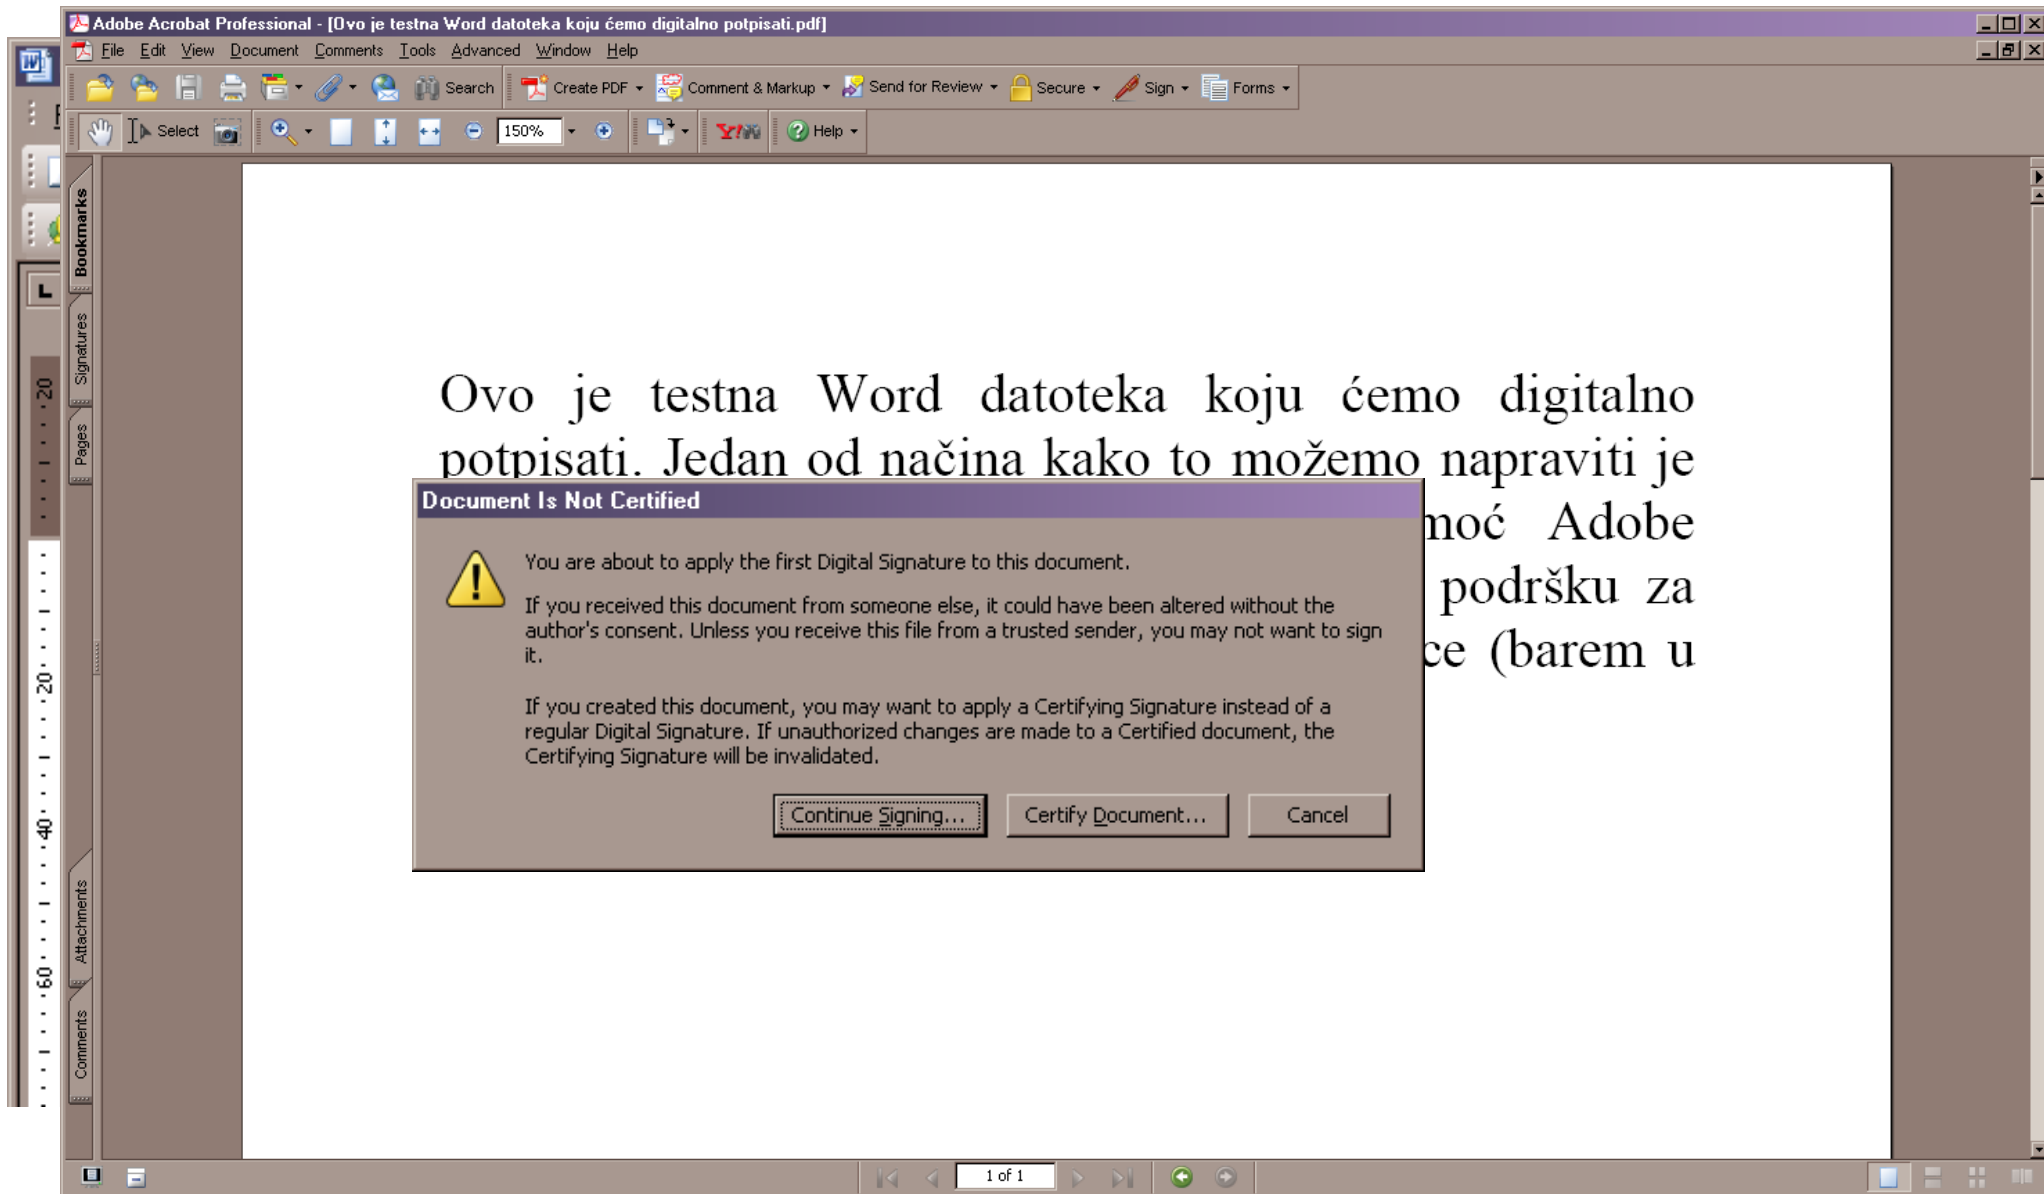 Adobe Acrobat Professional - [Ovo je testna Word datoteka koju ćemo digitalno potpisati.pdf]
File Edit View Document Comments Tools Advanced Window Help
Search Create PDF Comment & Markup Send for Review Secure Sign Forms
Select 150% Y! Help
Bookmarks
Signatures
Pages
Attachments
Comments
20
20
40
60
Ovo je testna Word datoteka koju ćemo digitalno
potpisati. Jedan od načina kako to možemo napraviti je
Adobe
podršku za
(barem u
Document Is Not Certified
You are about to apply the first Digital Signature to this document.
If you received this document from someone else, it could have been altered without the
author's consent. Unless you receive this file from a trusted sender, you may not want to sign
it.
If you created this document, you may want to apply a Certifying Signature instead of a
regular Digital Signature. If unauthorized changes are made to a Certified document, the
Certifying Signature will be invalidated.
Continue Signing... Certify Document... Cancel
1 of 1